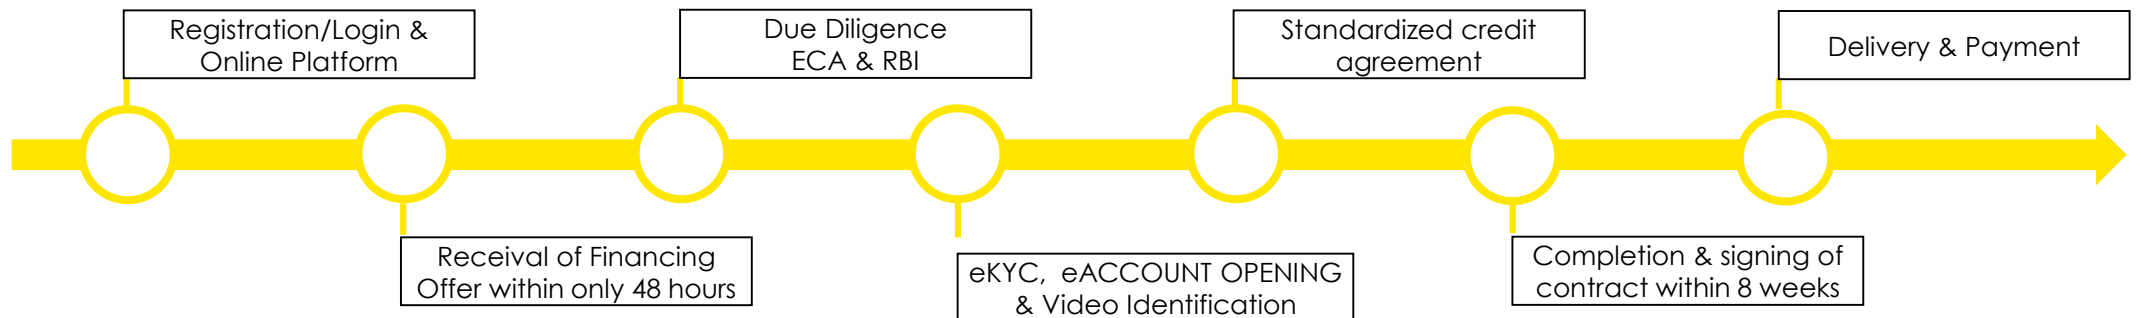 Registration/Login &
Online Platform
Receival of Financing
Offer within only 48 hours
Due Diligence
ECA & RBI
eKYC,  eACCOUNT OPENING
& Video Identification
Standardized credit
agreement
Completion & signing of
contract within 8 weeks
Delivery & Payment